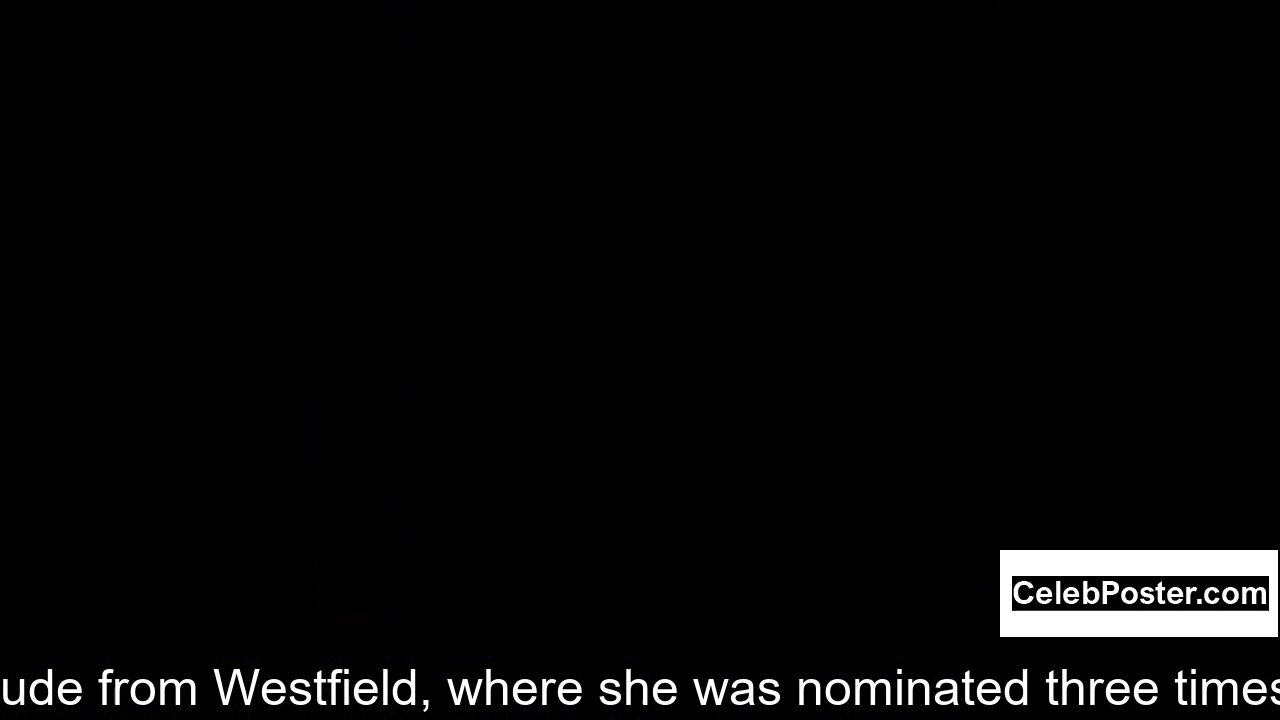 CelebPoster.com
ude from Westfield, where she was nominated three times